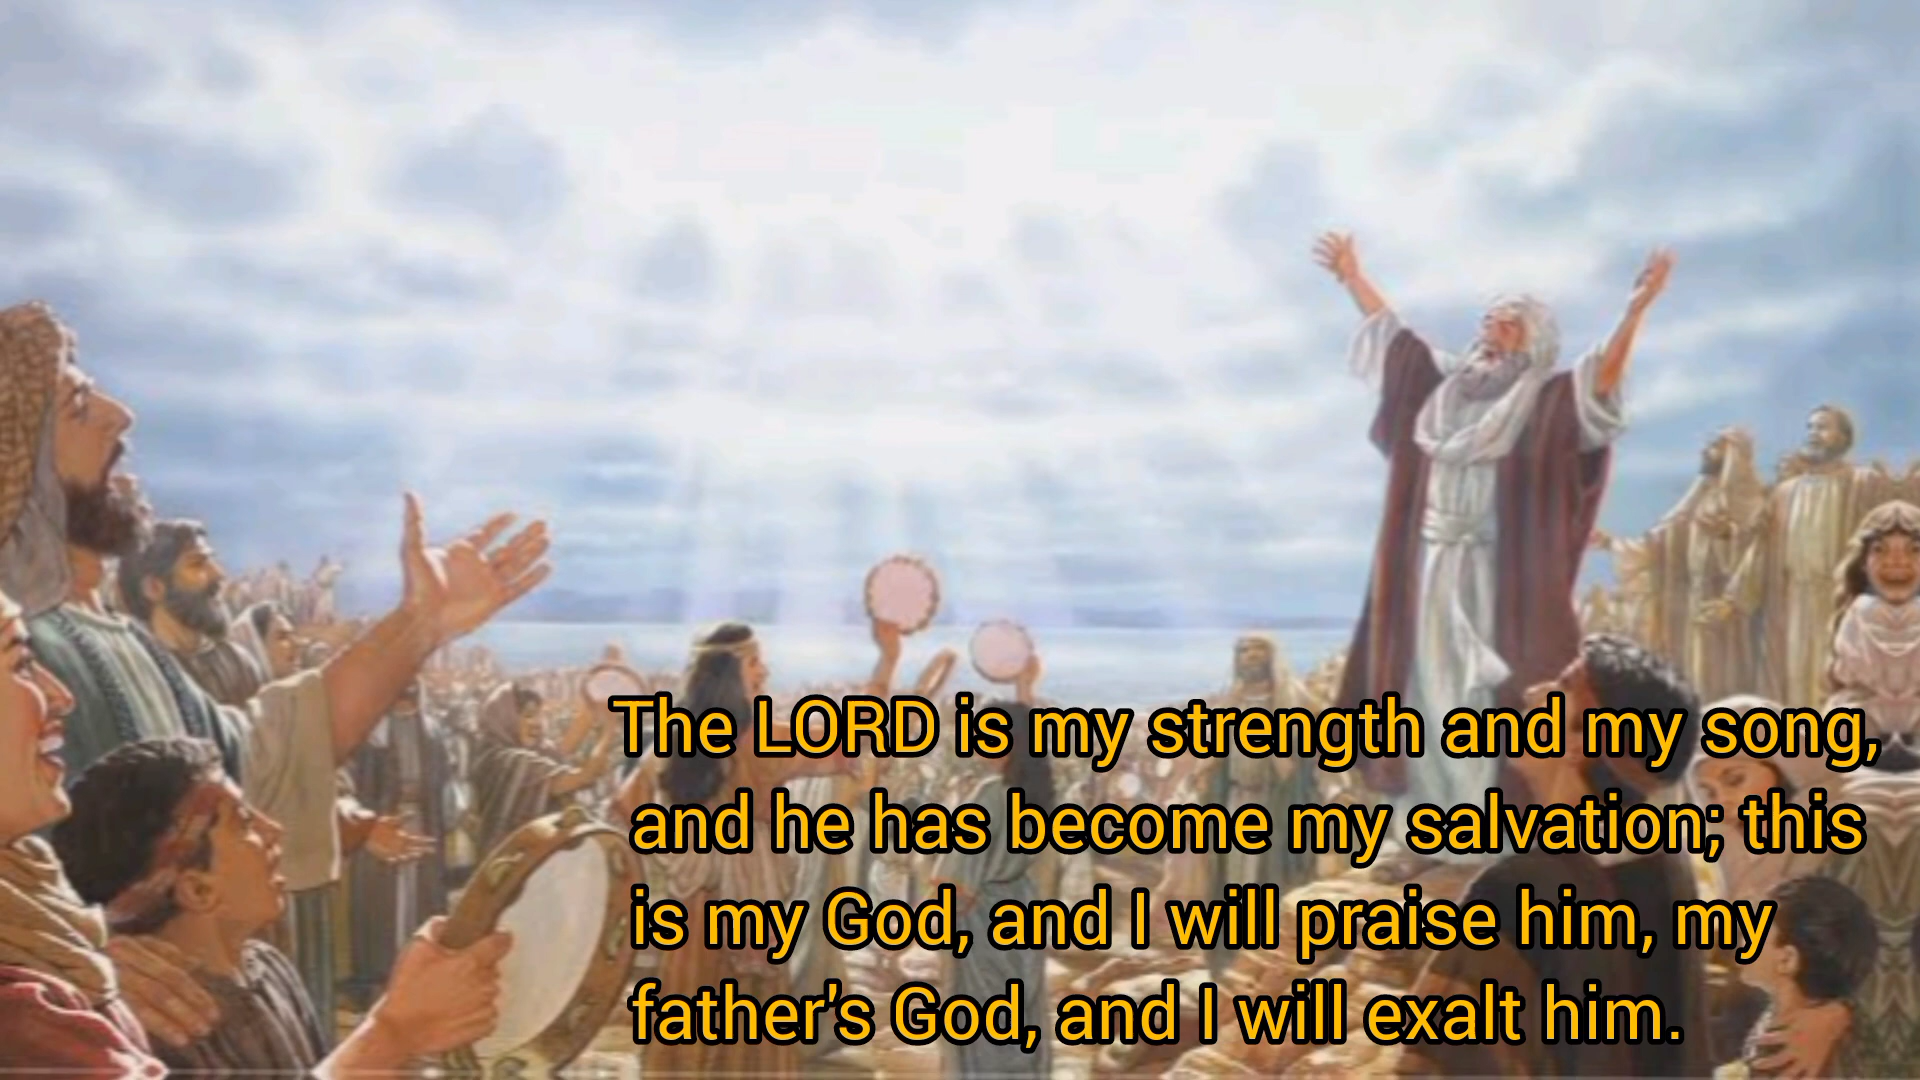 The LORD is my strength and my song,
and he has become my salvation; this
is my God, and I will praise him, my
father's God, and I will exalt him.